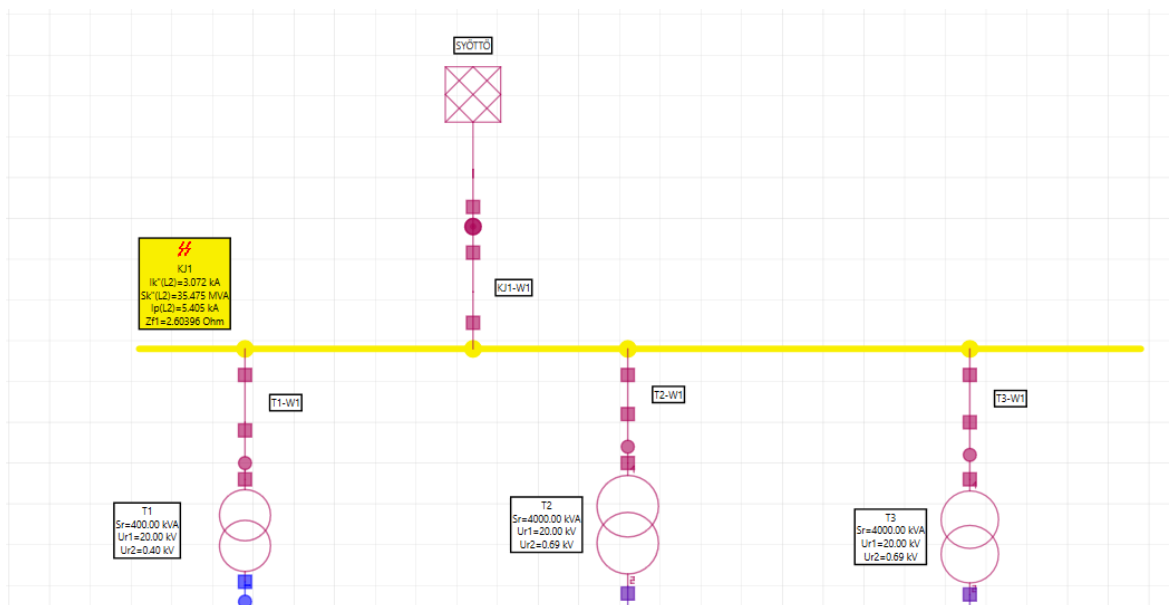 SYÖTTÖ
KJ1
Ik"(L2)=3.072 kA
Sk"(L2)=35.475 MVA
Ip(L2)=5.405 kA
Zf1=2.60396 Ohm
KJ1-W1
T1-W1
T2-W1
T3-W1
T1
Sr=400.00 kVA
Ur1=20.00 kV
Ur2=0.40 kV
T2
Sr=4000.00 kVA
Ur1=20.00 kV
Ur2=0.69 kV
T3
Sr=4000.00 kVA
Ur1=20.00 kV
Ur2=0.69 kV
2